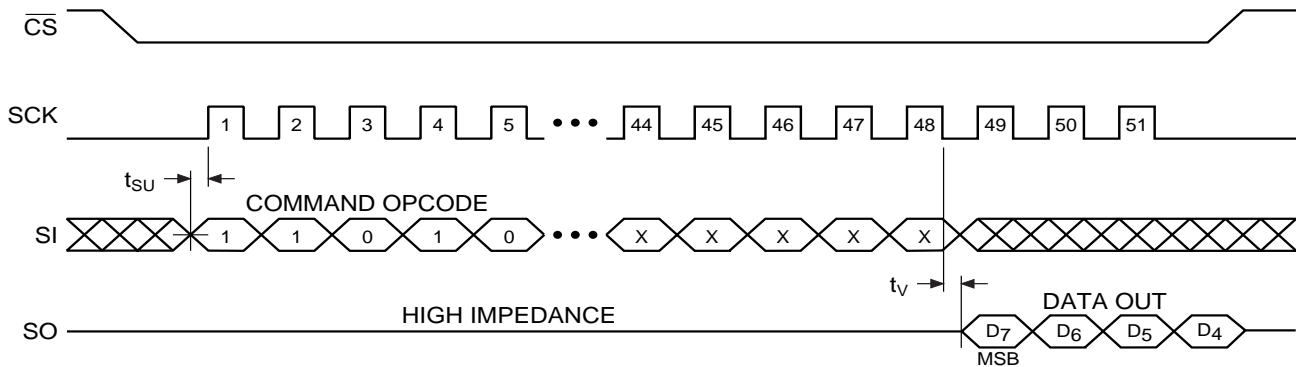 CS
SCK 1 2 3 4 5 ••• 44 45 46 47 48 49 50 51
tSU
COMMAND OPCODE
SI 1 1 0 1 0 ••• X X X X X
tV
HIGH IMPEDANCE DATA OUT
SO D7 D6 D5 D4
MSB